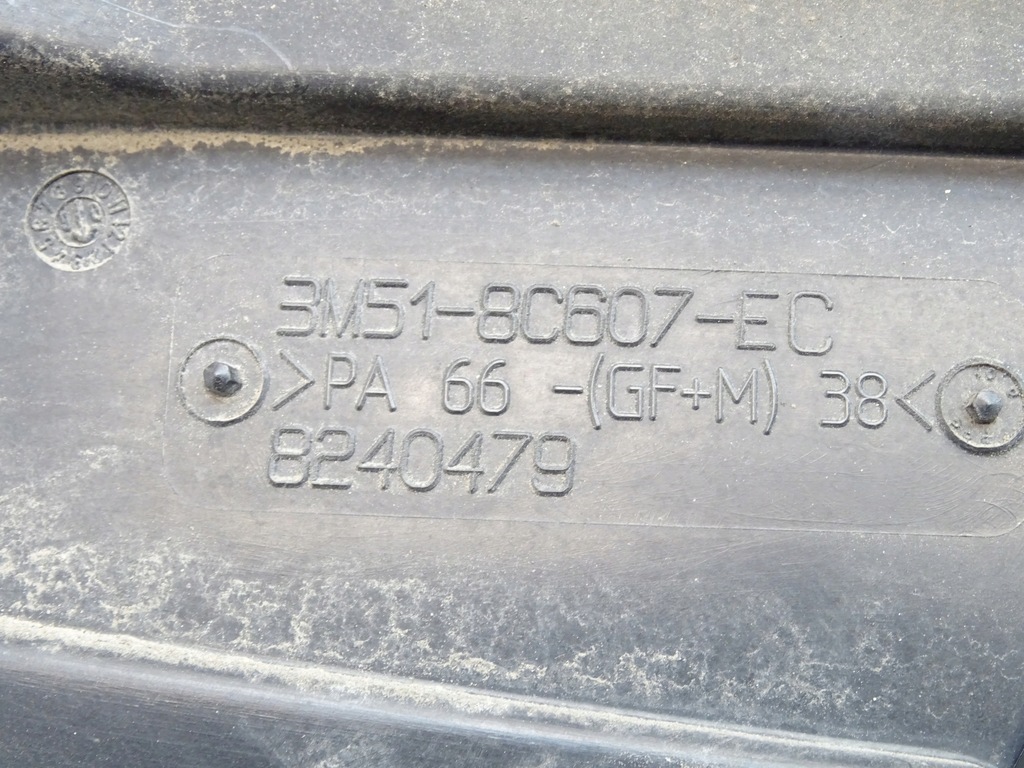 3M51-8C607-EC
>PA 66 -(GF+M) 38<
8240479